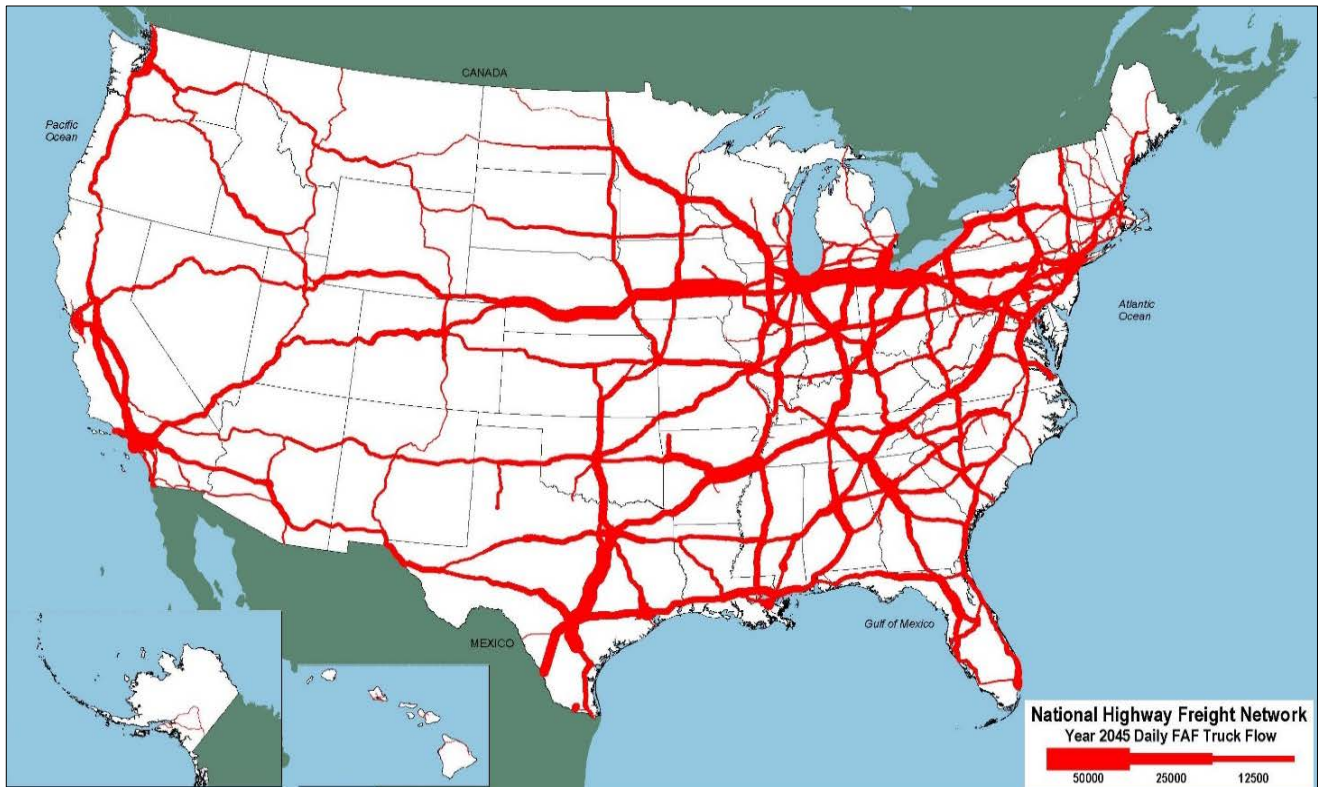 CANADA
Pacific
Ocean
Atlantic
Ocean
Gulf of Mexico
MEXICO
National Highway Freight Network
Year 2045 Daily FAF Truck Flow
50000 25000 12500